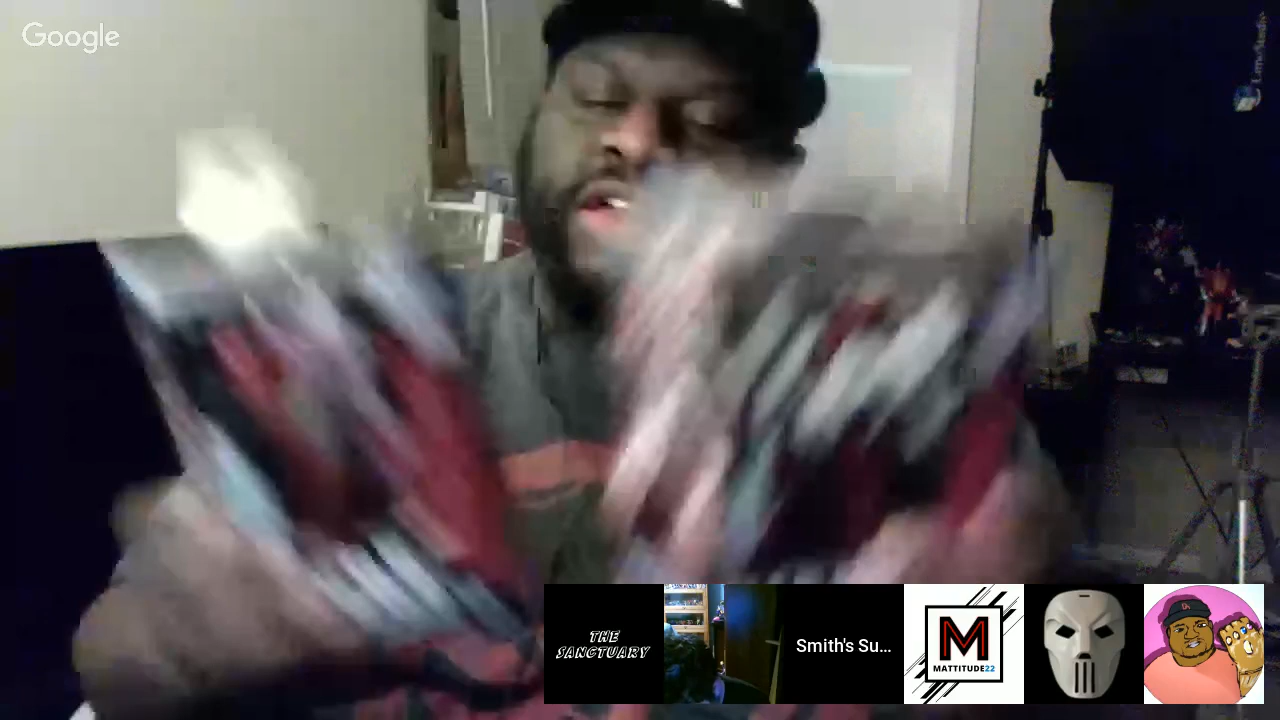 Google
THE
SANCTUARY
Smith's Su...
M
MATTITUDE22